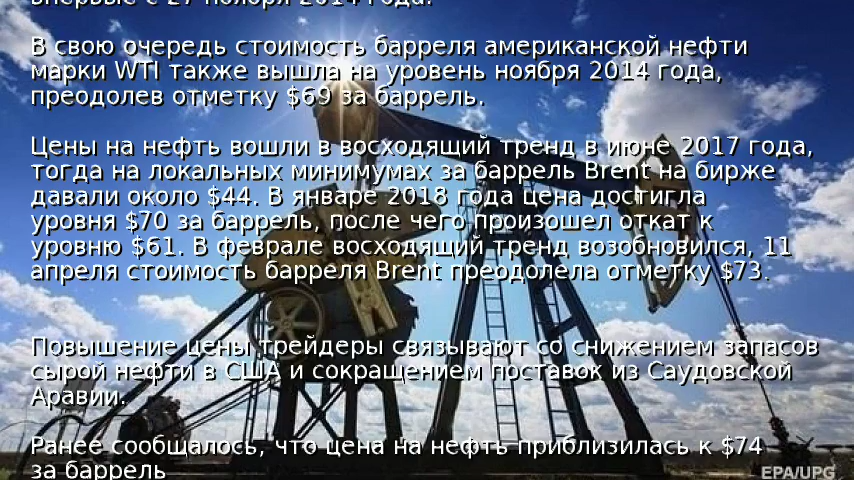 впервые с 27 ноября 2014 года.
В свою очередь стоимость барреля американской нефти
марки WTI также вышла на уровень ноября 2014 года,
преодолев отметку $69 за баррель.
Цены на нефть вошли в восходящий тренд в июне 2017 года,
тогда на локальных минимумах за баррель Brent на бирже
давали около $44. В январе 2018 года цена достигла
уровня $70 за баррель, после чего произошел откат к
уровню $61. В феврале восходящий тренд возобновился, 11
апреля стоимость барреля Brent преодолела отметку $73.
Повышение цены трейдеры связывают со снижением запасов
сырой нефти в США и сокращением поставок из Саудовской
Аравии.
Ранее сообщалось, что цена на нефть приблизилась к $74
за баррель
EPA/UPG